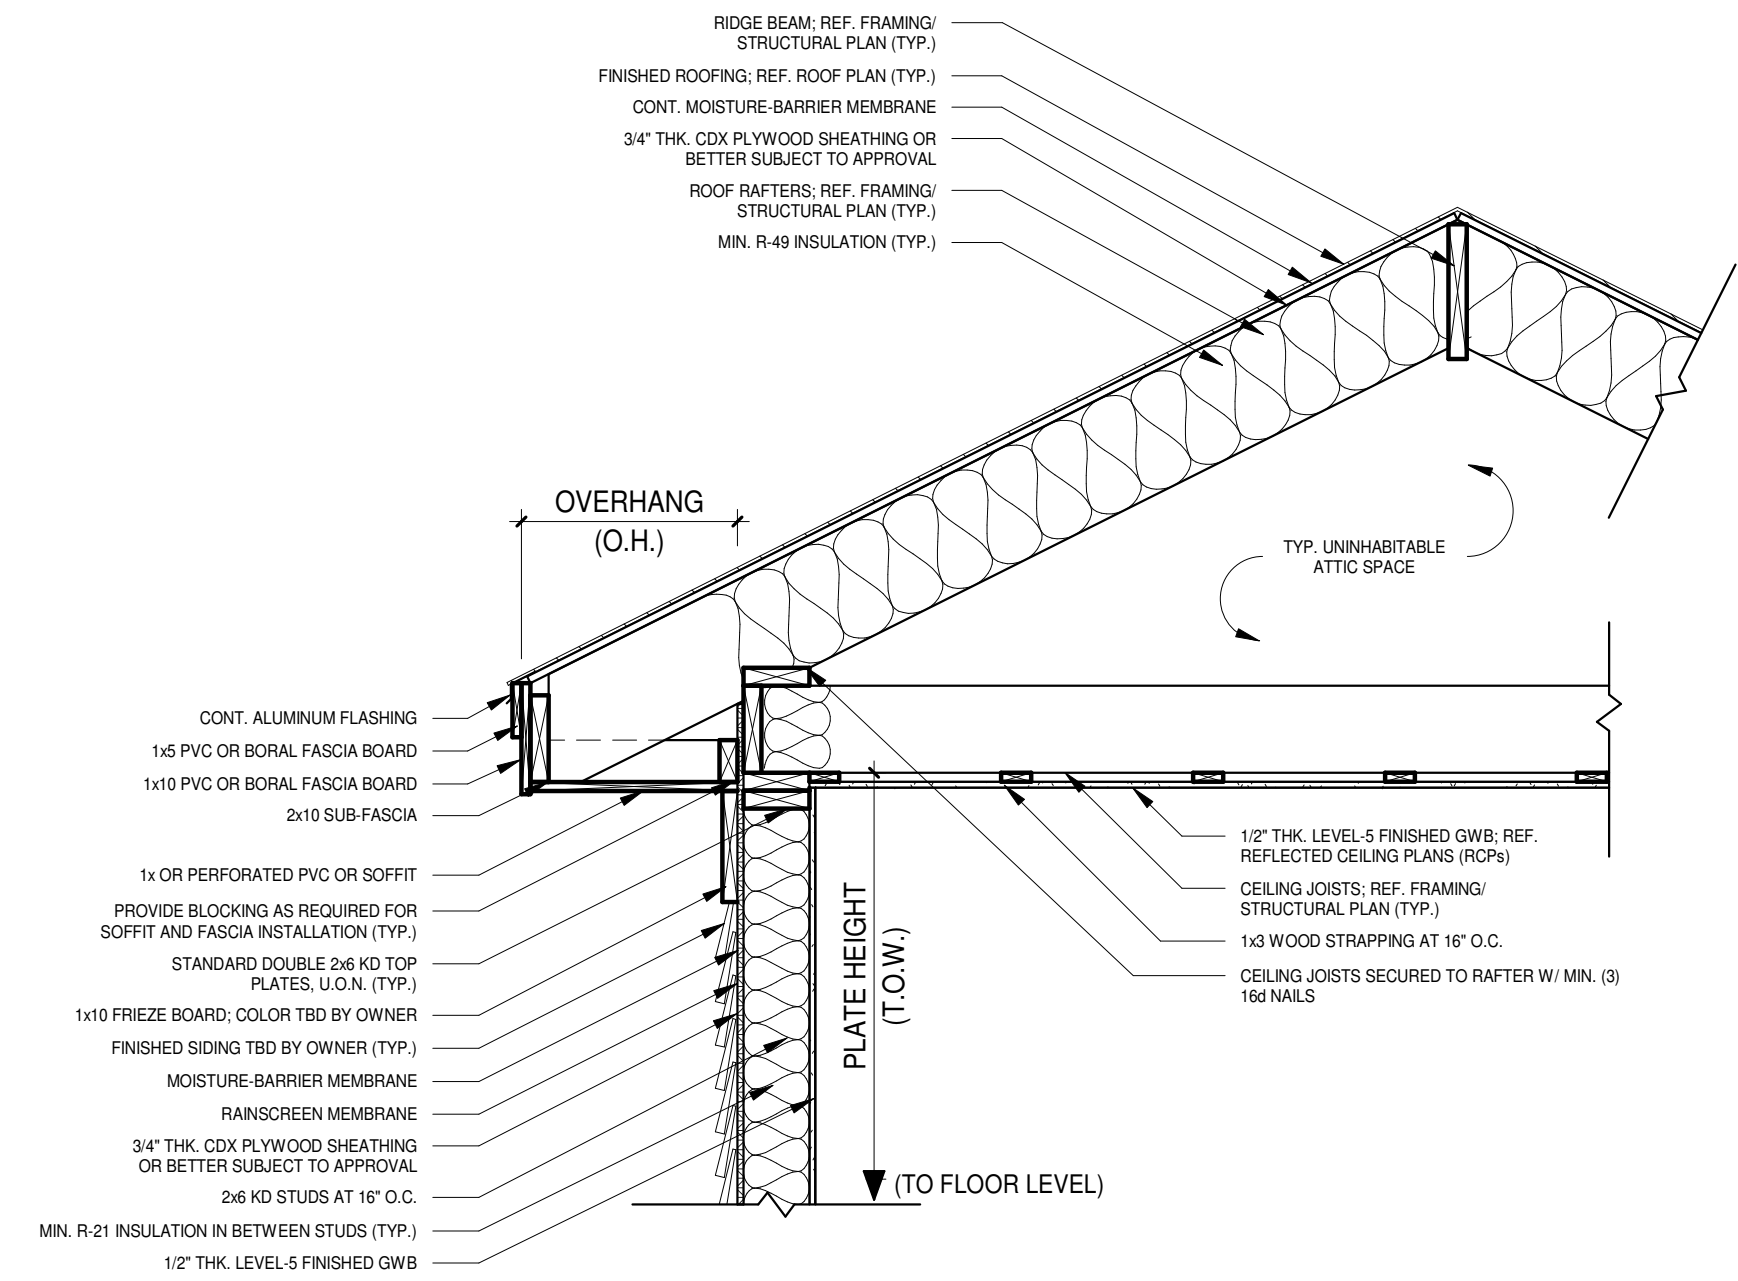 RIDGE BEAM; REF. FRAMING/
STRUCTURAL PLAN (TYP.)
FINISHED ROOFING; REF. ROOF PLAN (TYP.)
CONT. MOISTURE-BARRIER MEMBRANE
3/4" THK. CDX PLYWOOD SHEATHING OR
BETTER SUBJECT TO APPROVAL
ROOF RAFTERS; REF. FRAMING/
STRUCTURAL PLAN (TYP.)
MIN. R-49 INSULATION (TYP.)
OVERHANG
(O.H.)
TYP. UNINHABITABLE
ATTIC SPACE
CONT. ALUMINUM FLASHING
1x5 PVC OR BORAL FASCIA BOARD
1x10 PVC OR BORAL FASCIA BOARD
2x10 SUB-FASCIA
1x OR PERFORATED PVC OR SOFFIT
PROVIDE BLOCKING AS REQUIRED FOR
SOFFIT AND FASCIA INSTALLATION (TYP.)
STANDARD DOUBLE 2x6 KD TOP
PLATES, U.O.N. (TYP.)
1x10 FRIEZE BOARD; COLOR TBD BY OWNER
FINISHED SIDING TBD BY OWNER (TYP.)
MOISTURE-BARRIER MEMBRANE
RAINSCREEN MEMBRANE
3/4" THK. CDX PLYWOOD SHEATHING
OR BETTER SUBJECT TO APPROVAL
2x6 KD STUDS AT 16" O.C.
MIN. R-21 INSULATION IN BETWEEN STUDS (TYP.)
1/2" THK. LEVEL-5 FINISHED GWB
PLATE HEIGHT
(T.O.W.)
(TO FLOOR LEVEL)
1/2" THK. LEVEL-5 FINISHED GWB; REF.
REFLECTED CEILING PLANS (RCPs)
CEILING JOISTS; REF. FRAMING/
STRUCTURAL PLAN (TYP.)
1x3 WOOD STRAPPING AT 16" O.C.
CEILING JOISTS SECURED TO RAFTER W/ MIN. (3)
16d NAILS